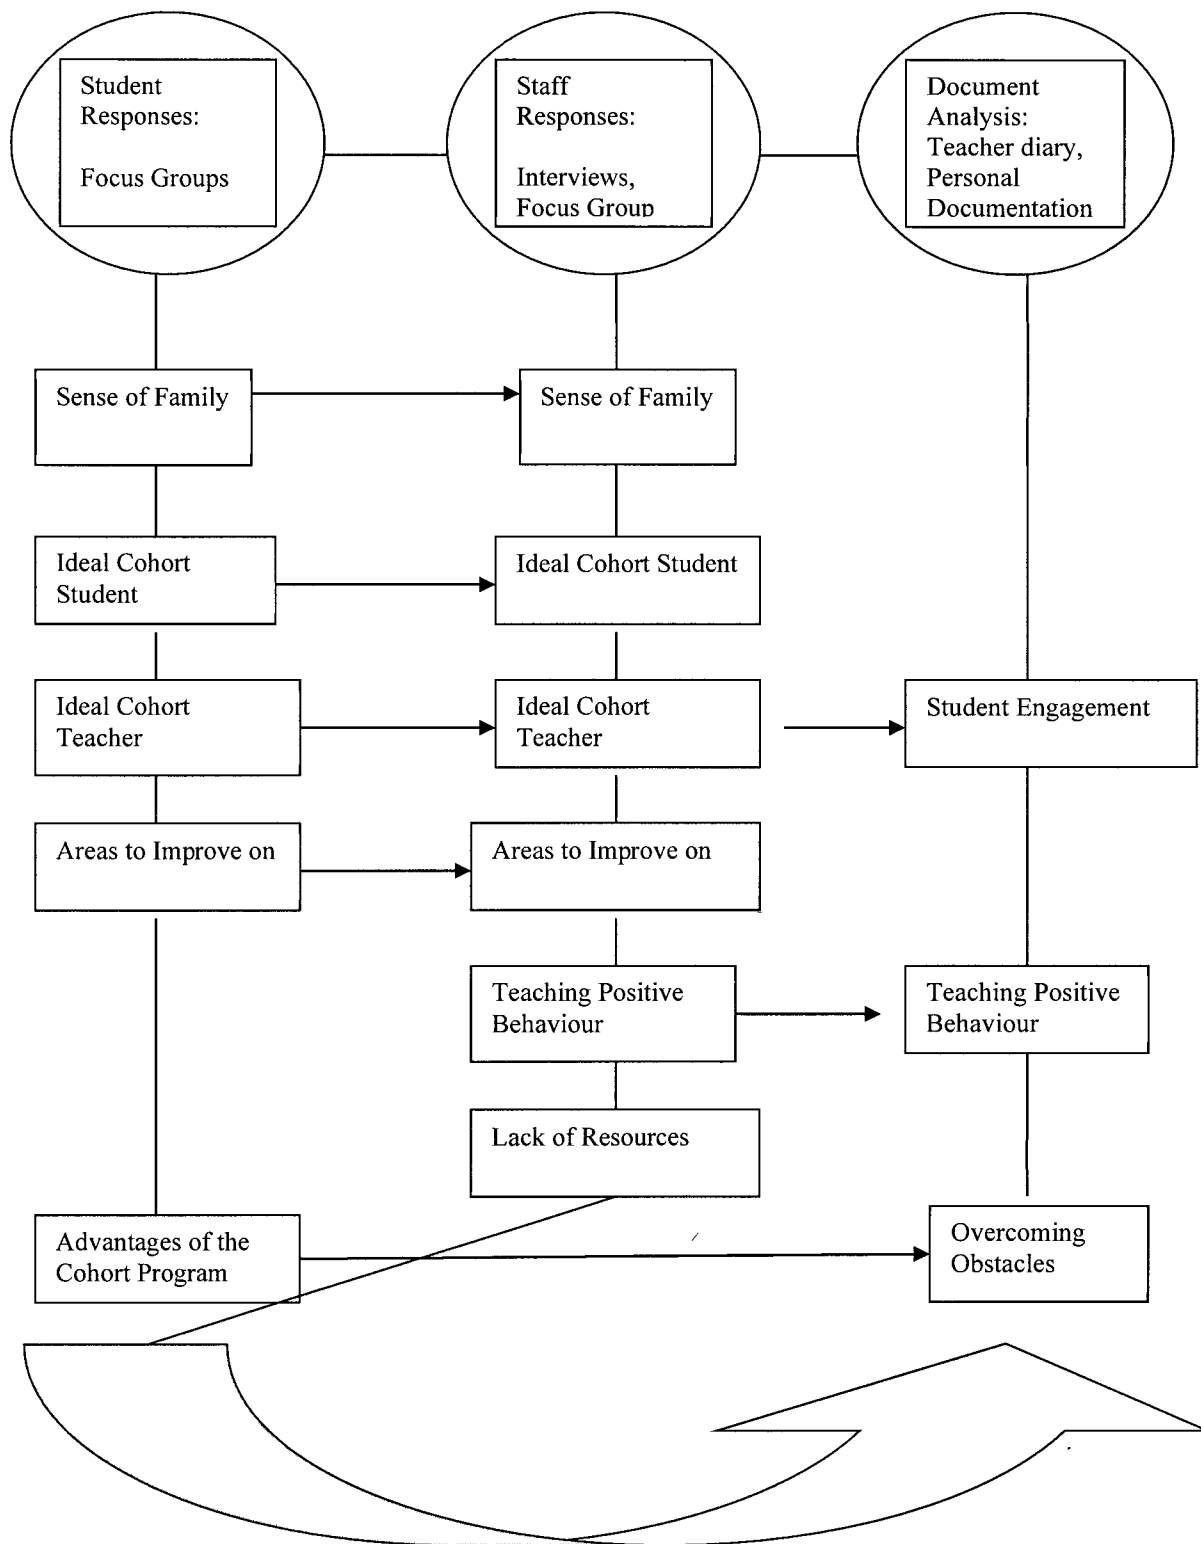 Student
Responses:
Focus Groups
Staff
Responses:
Interviews,
Focus Group
Document
Analysis:
Teacher diary,
Personal
Documentation
Sense of Family
Sense of Family
Ideal Cohort
Student
Ideal Cohort Student
Ideal Cohort
Teacher
Ideal Cohort
Teacher
Student Engagement
Areas to Improve on
Areas to Improve on
Teaching Positive
Behaviour
Teaching Positive
Behaviour
Lack of Resources
Advantages of the
Cohort Program
Overcoming
Obstacles